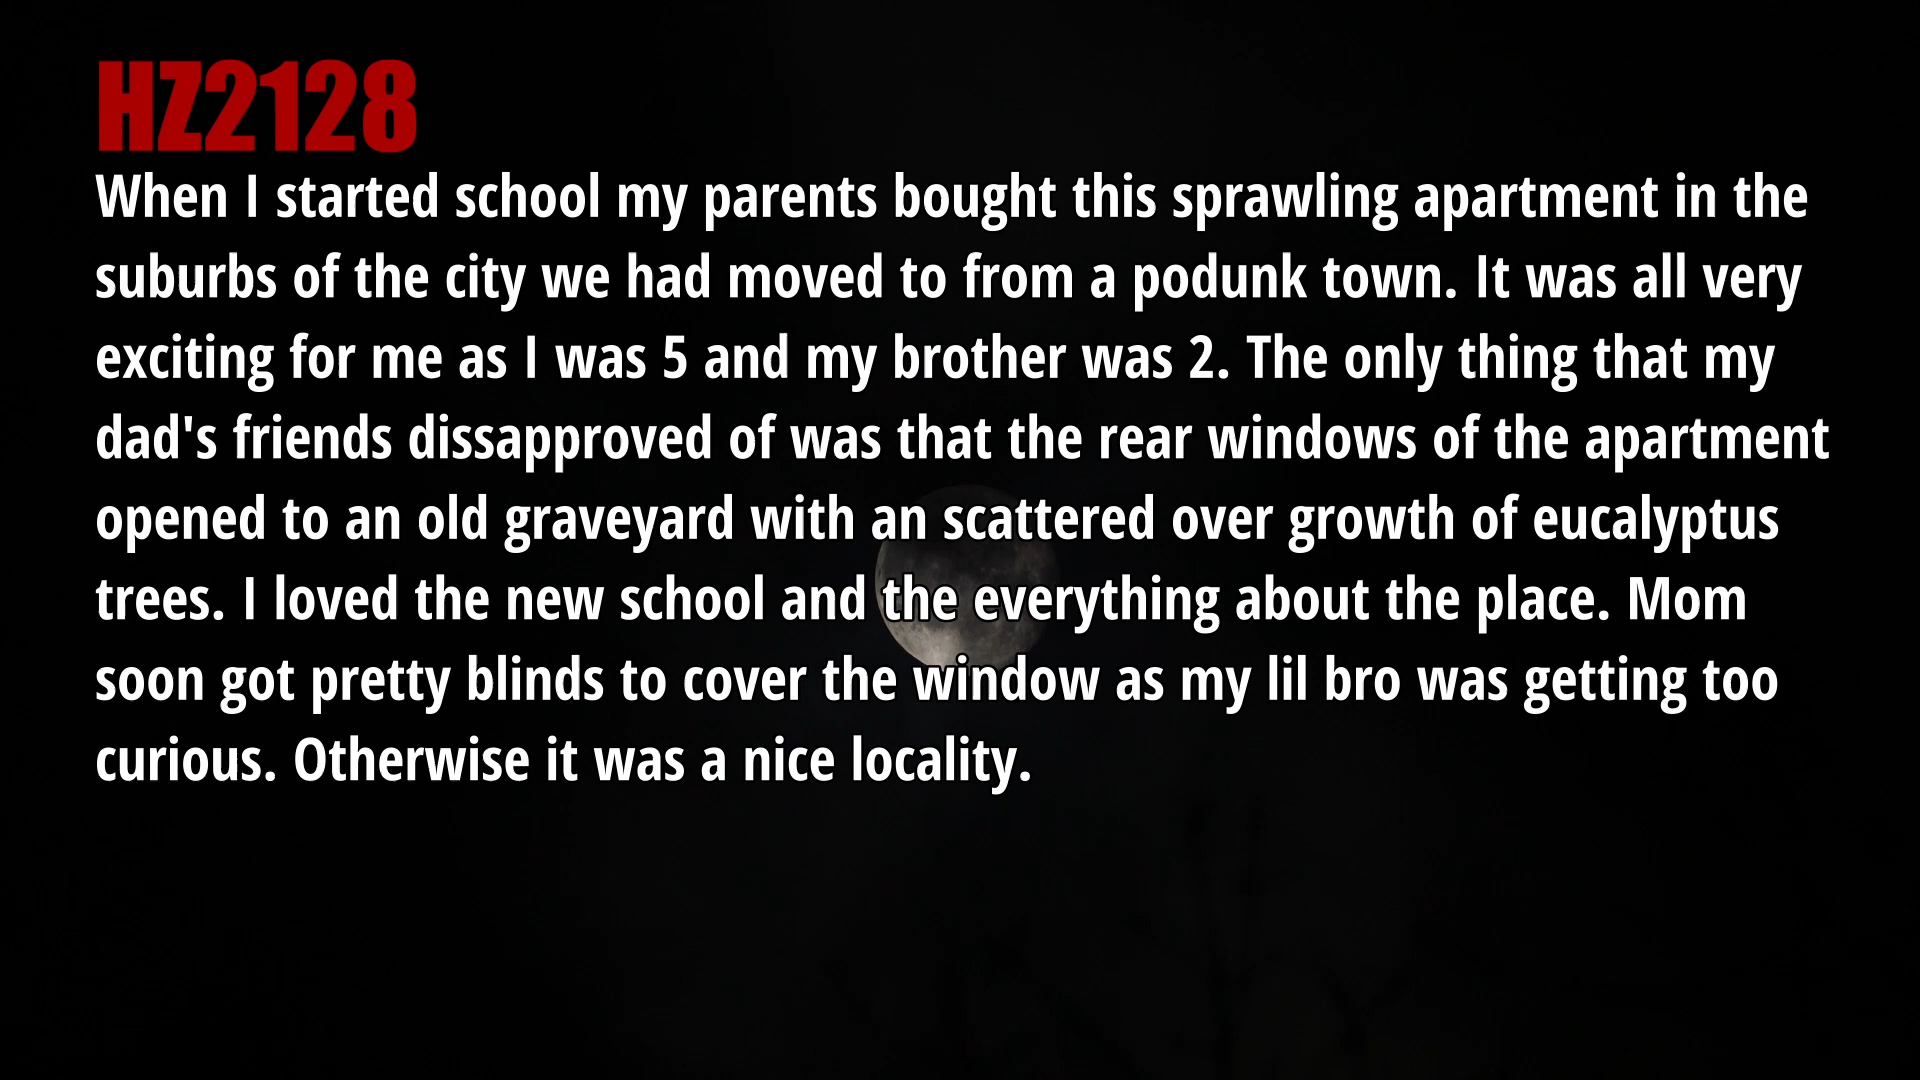 HZ2128
When I started school my parents bought this sprawling apartment in the
suburbs of the city we had moved to from a podunk town. It was all very
exciting for me as I was 5 and my brother was 2. The only thing that my
dad's friends dissapproved of was that the rear windows of the apartment
opened to an old graveyard with an scattered over growth of eucalyptus
trees. I loved the new school and the everything about the place. Mom
soon got pretty blinds to cover the window as my lil bro was getting too
curious. Otherwise it was a nice locality.